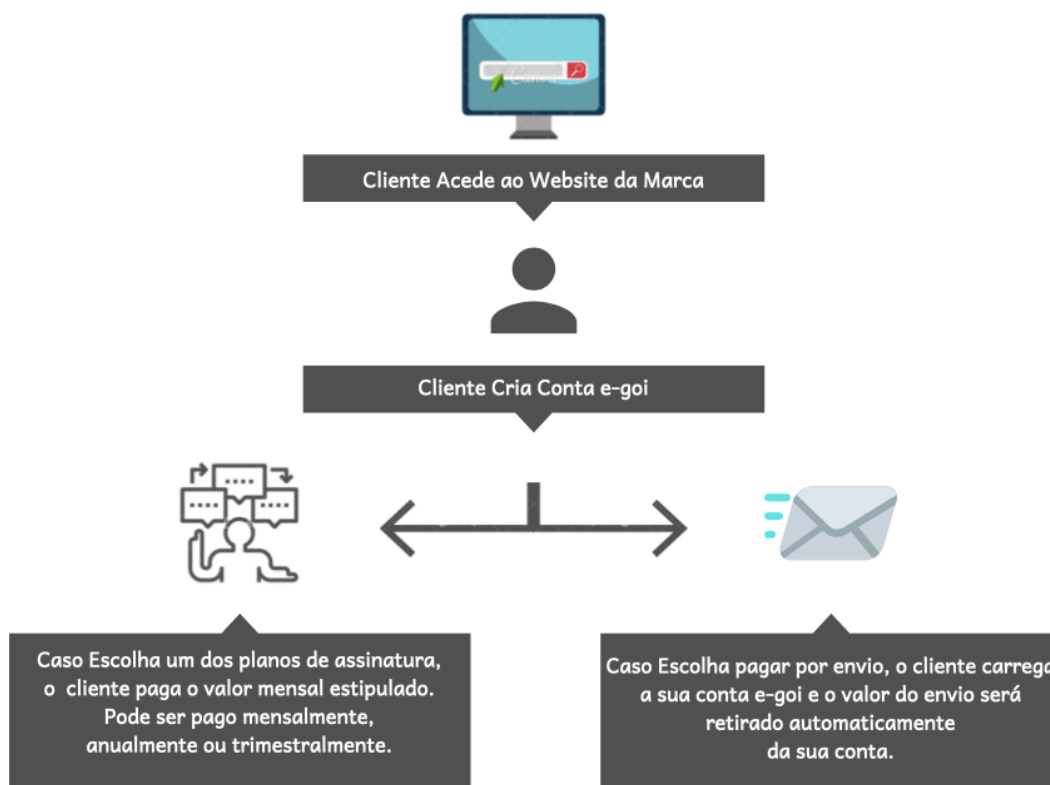 Cliente Acede ao Website da Marca
Cliente Cria Conta e-goi
Caso Escolha um dos planos de assinatura,
o cliente paga o valor mensal estipulado.
Pode ser pago mensalmente,
anualmente ou trimestralmente.
Caso Escolha pagar por envio, o cliente carrega
a sua conta e-goi e o valor do envio será
retirado automaticamente
da sua conta.